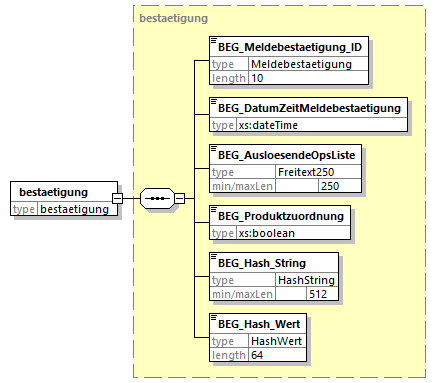 bestaetigung
BEG_Meldebestaetigung_ID
type Meldebestaetigung
length 10
BEG_DatumZeitMeldebestaetigung
type xs:dateTime
BEG_AusloesendeOpsListe
type Freitext250
min/maxLen 250
bestaetigung
type bestaetigung
BEG_Produktzuordnung
type xs:boolean
BEG_Hash_String
type HashString
min/maxLen 512
BEG_Hash_Wert
type HashWert
length 64